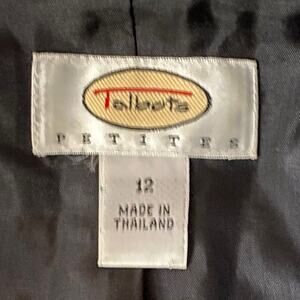 Talbots
PETITES
12
MADE IN
THAILAND